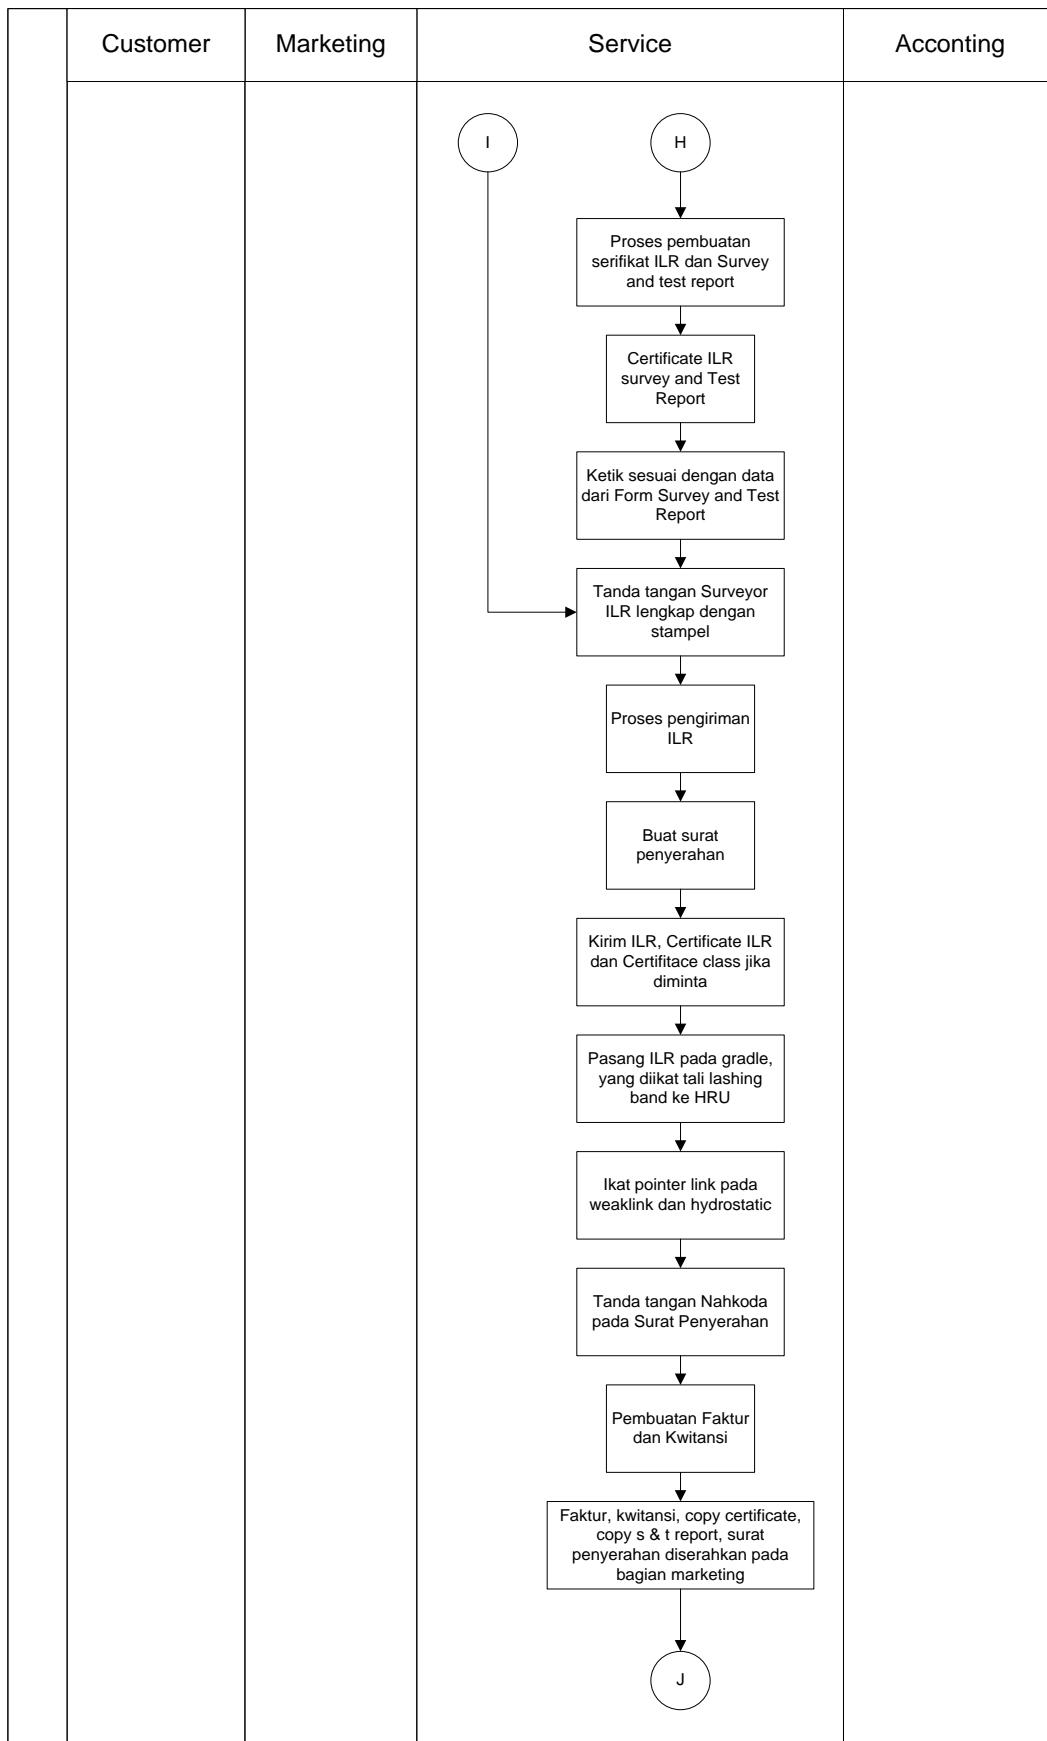 Customer
Marketing
Service
Acconting
I
H
Proses pembuatan
serifikat ILR dan Survey
and test report
Certificate ILR
survey and Test
Report
Ketik sesuai dengan data
dari Form Survey and Test
Report
Tanda tangan Surveyor
ILR lengkap dengan
stampel
Proses pengiriman
ILR
Buat surat
penyerahan
Kirim ILR, Certificate ILR
dan Certifitace class jika
diminta
Pasang ILR pada gradle,
yang diikat tali lashing
band ke HRU
Ikat pointer link pada
weaklink dan hydrostatic
Tanda tangan Nahkoda
pada Surat Penyerahan
Pembuatan Faktur
dan Kwitansi
Faktur, kwitansi, copy certificate,
copy s & t report, surat
penyerahan diserahkan pada
bagian marketing
J